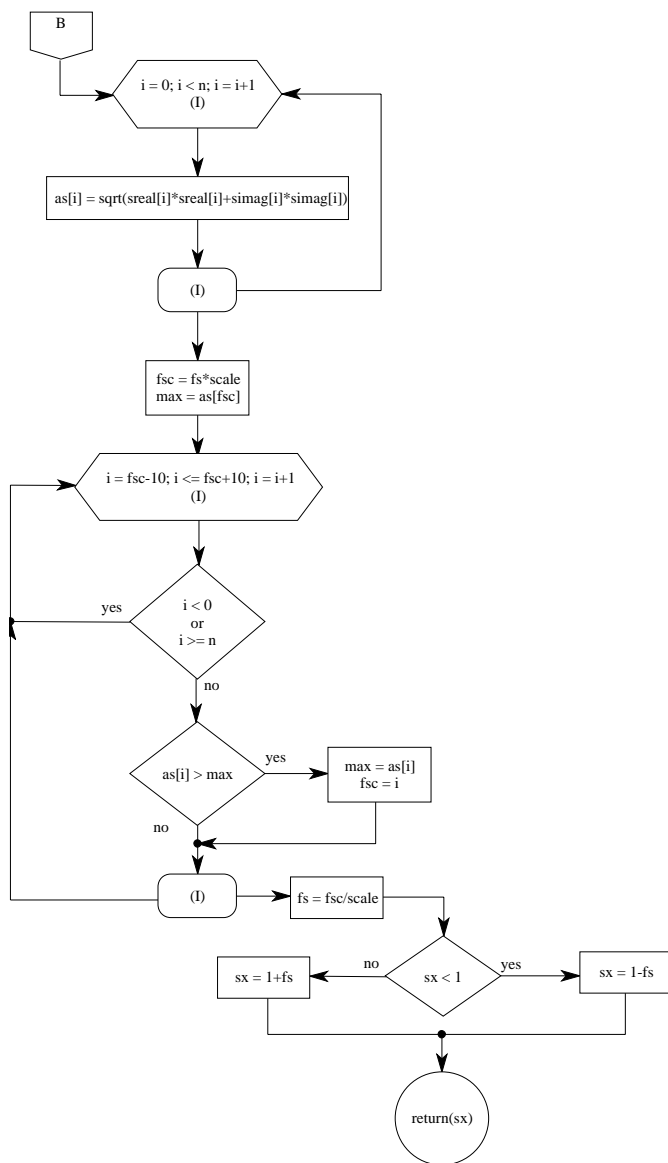 B
i = 0; i < n; i = i+1
(I)
as[i] = sqrt(sreal[i]*sreal[i]+simag[i]*simag[i])
(I)
fsc = fs*scale
max = as[fsc]
i = fsc-10; i <= fsc+10; i = i+1
(I)
yes
i < 0
or
i >= n
no
as[i] > max
yes
max = as[i]
fsc = i
no
(I)
fs = fsc/scale
sx = 1+fs
no
sx < 1
yes
sx = 1-fs
return(sx)